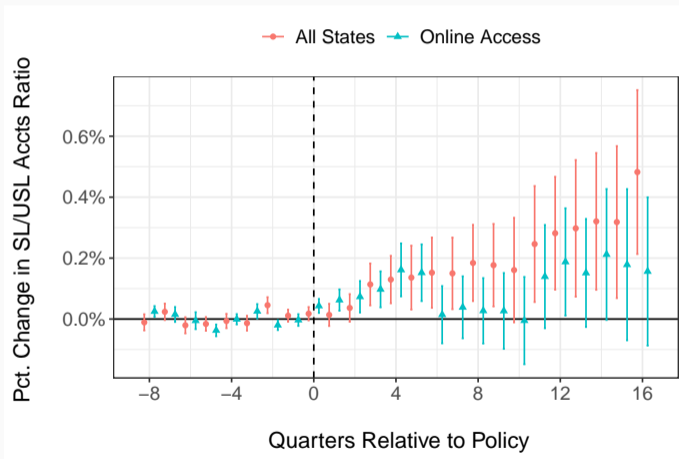 All States Online Access
Pct. Change in SL/USL Accts Ratio
0.6%
0.4%
0.2%
0.0%
−8 −4 0 4 8 12 16
Quarters Relative to Policy